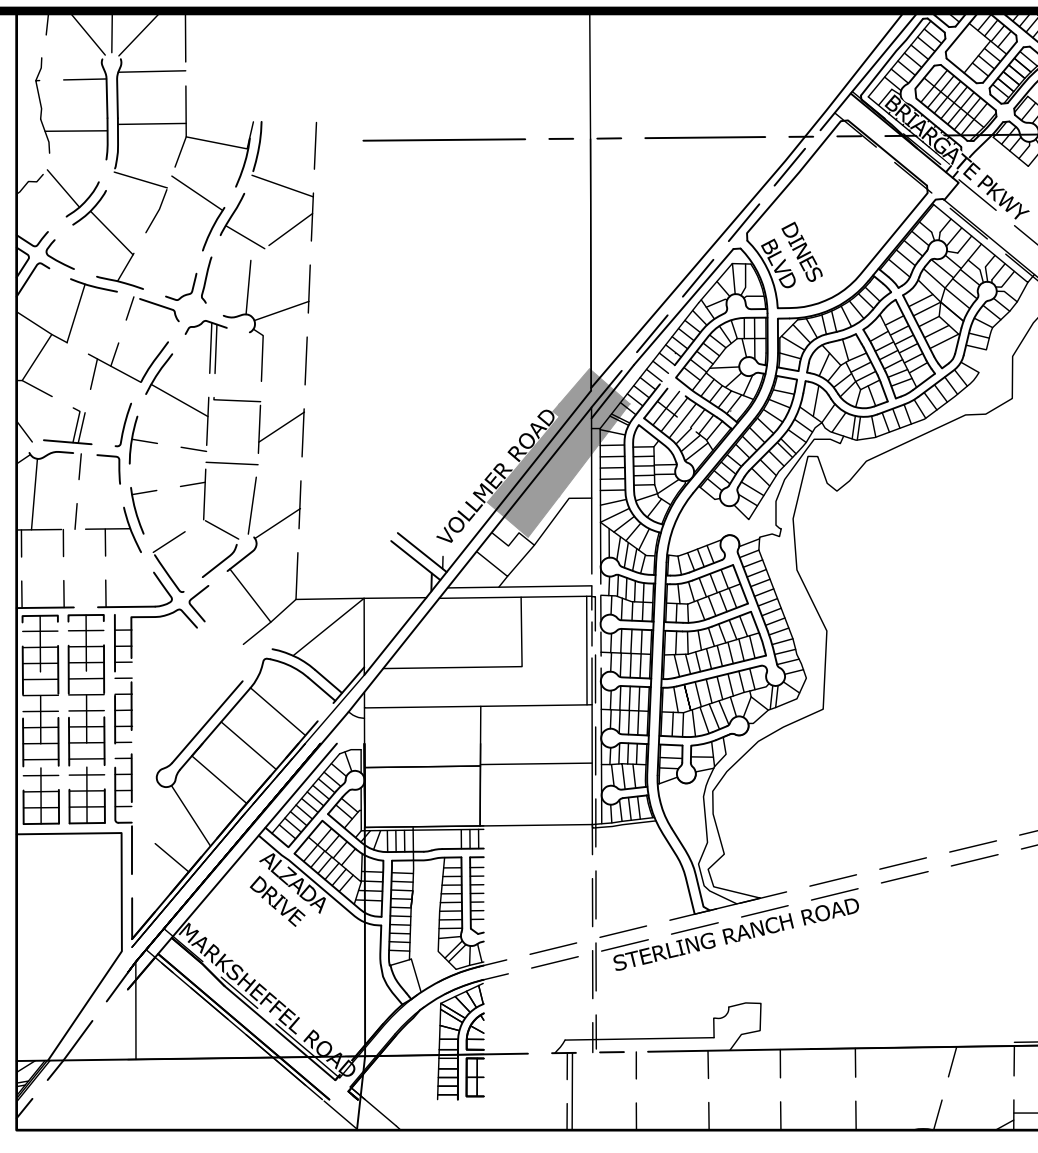 BRIARGATE PKWY
DINES
BLVD
VOLLMER ROAD
ALZADA
DRIVE
STERLING RANCH ROAD
MARKSHEFFEL ROAD